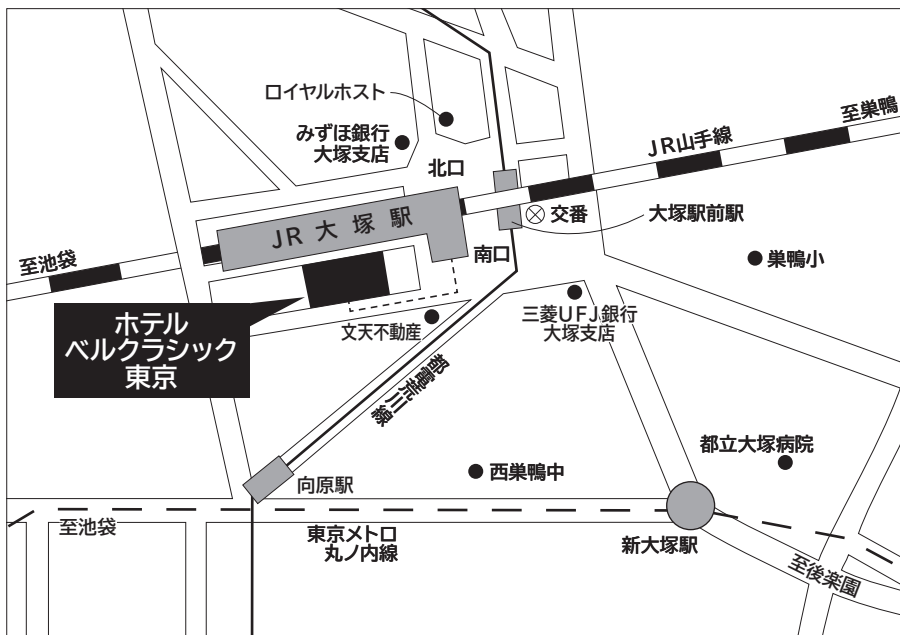 ロイヤルホスト
みずほ銀行
大塚支店
北口
JR山手線
至巣鴨
交番
大塚駅前駅
JR大塚駅
南口
至池袋
巣鴨小
ホテル
ベルクラシック
東京
文天不動産
三菱UFJ銀行
大塚支店
都電荒川線
都立大塚病院
西巣鴨中
向原駅
至池袋
東京メトロ
丸ノ内線
新大塚駅
至後楽園